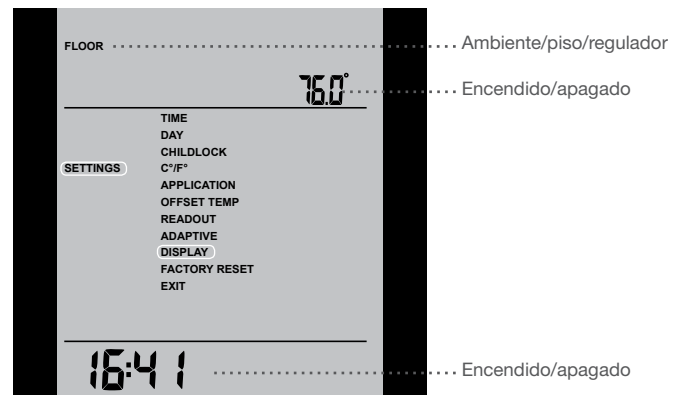 FLOOR
Ambiente/piso/regulador
76.0°
Encendido/apagado
TIME
DAY
CHILDLOCK
SETTINGS
C°/F°
APPLICATION
OFFSET TEMP
READOUT
ADAPTIVE
DISPLAY
FACTORY RESET
EXIT
16:41
Encendido/apagado